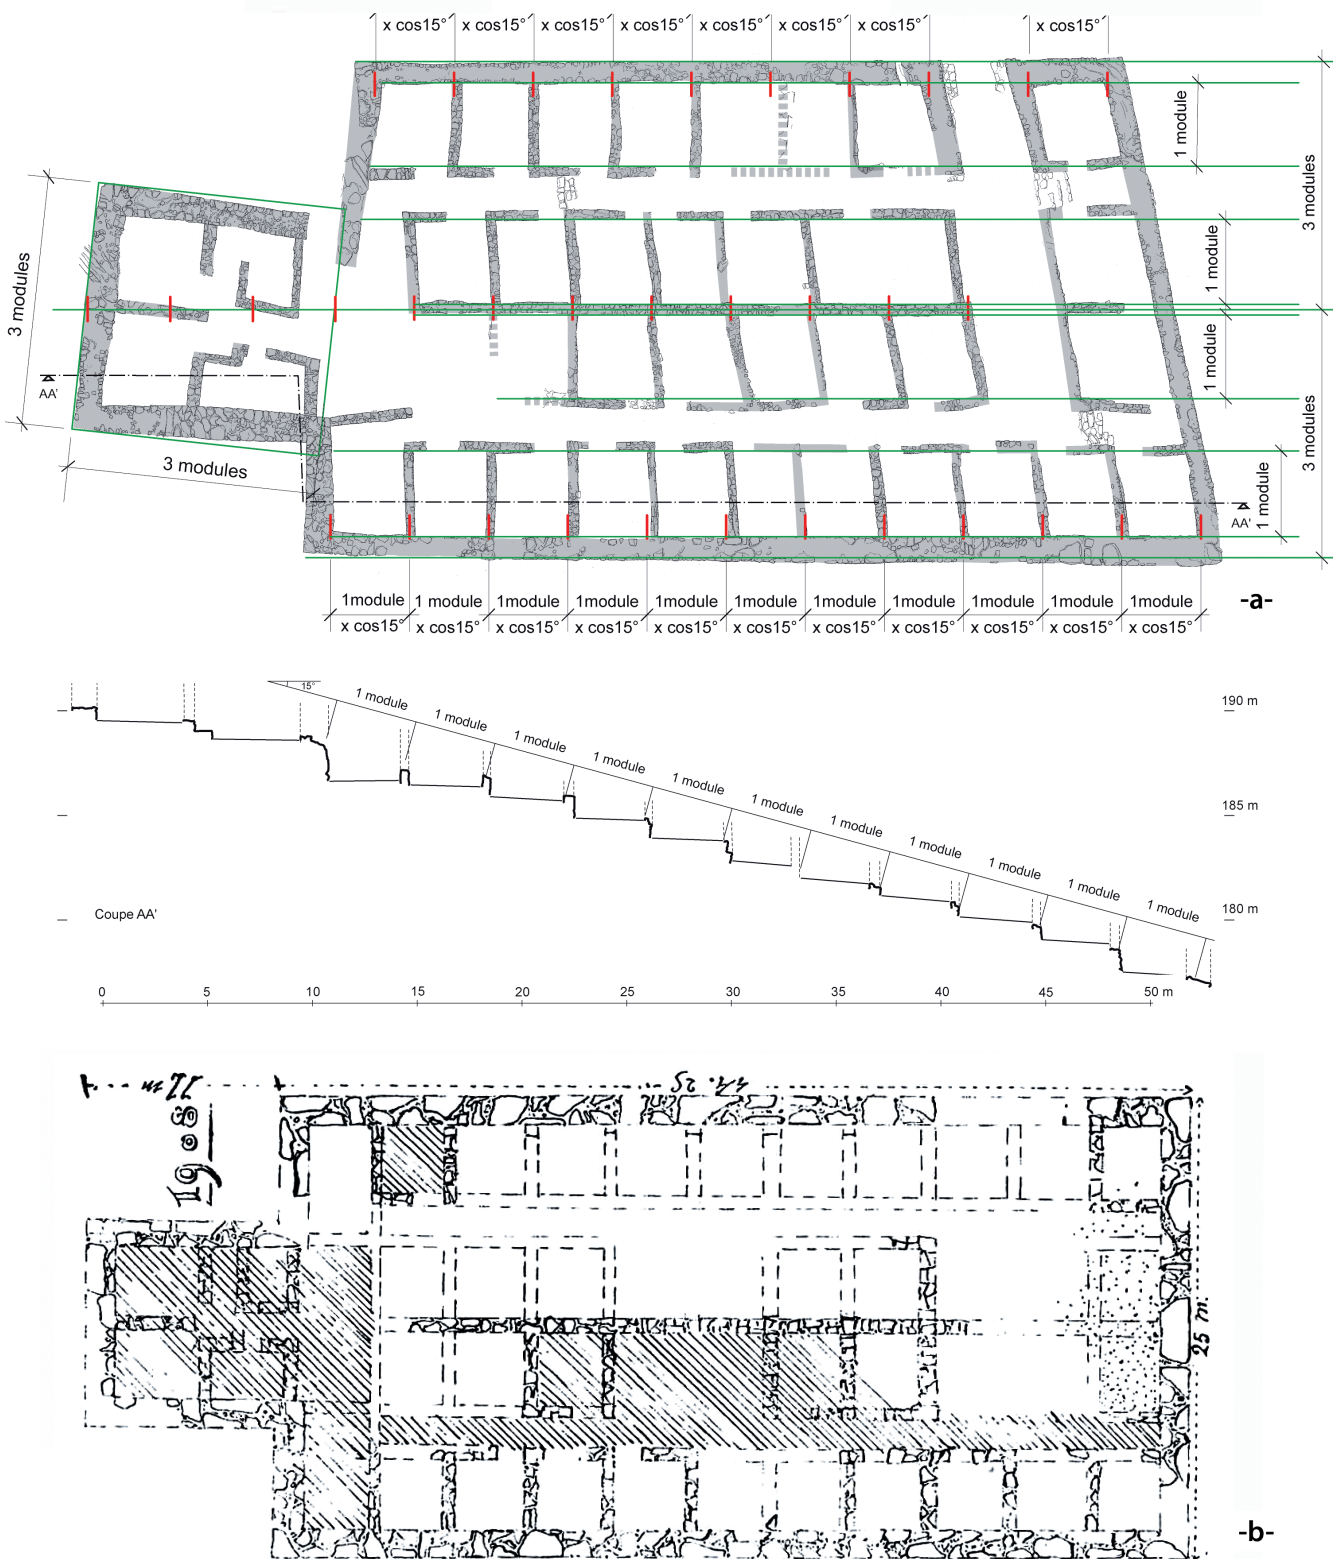 x cos15° x cos15° x cos15° x cos15° x cos15° x cos15° x cos15° x cos15°
1 module
3 modules
1 module
3 modules
1 module
AA'
3 modules
3 modules
1 module
AA'
1module 1 module 1module 1module 1module 1module 1module 1module 1module 1module 1module
x cos15° x cos15° x cos15° x cos15° x cos15° x cos15° x cos15° x cos15° x cos15° x cos15° x cos15°
-a-
15°
1 module 1 module 1 module 1 module 1 module 1 module 1 module 1 module 1 module 1 module 1 module
190 m
185 m
180 m
Coupe AA'
0 5 10 15 20 25 30 35 40 45 50 m
1908
25 m.
-b-